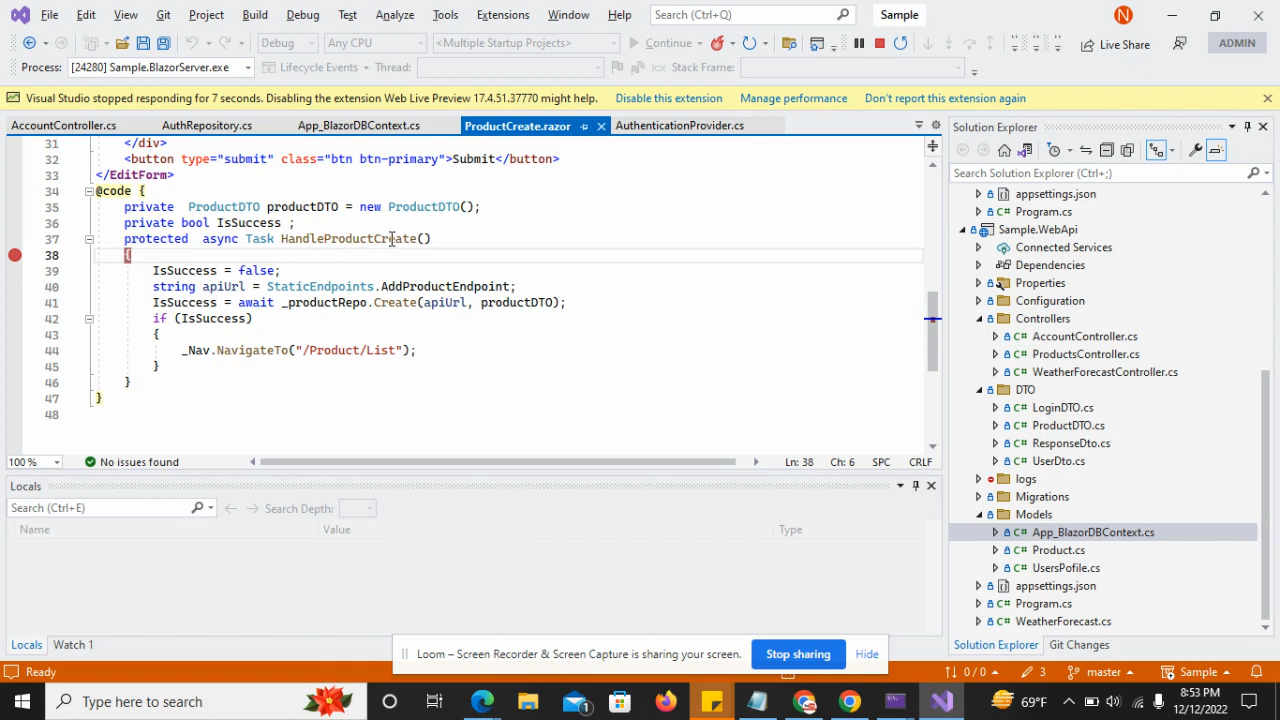 File Edit View Git Project Build Debug Test Analyze Tools Extensions Window Help Search (Ctrl+Q) Sample N
Debug Any CPU <Multiple Startup Projects> Continue Live Share ADMIN
Process: [24280] Sample.BlazorServer.exe Lifecycle Events Thread: Stack Frame:
Visual Studio stopped responding for 7 seconds. Disabling the extension Web Live Preview 17.4.51.37770 might help. Disable this extension Manage performance Don't report this extension again
AccountController.cs AuthRepository.cs App_BlazorDBContext.cs ProductCreate.razor AuthenticationProvider.cs
31 </div>
32 <button type="submit" class="btn btn-primary">Submit</button>
33 </EditForm>
34 @code {
35 private  ProductDTO productDTO = new ProductDTO();
36 private bool IsSuccess ;
37 protected  async Task HandleProductCreate()
38 {
39 IsSuccess = false;
40 string apiUrl = StaticEndpoints.AddProductEndpoint;
41 IsSuccess = await _productRepo.Create(apiUrl, productDTO);
42 if (IsSuccess)
43 {
44 _Nav.NavigateTo("/Product/List");
45 }
46 }
47 }
48
100 % No issues found Ln: 38 Ch: 6 SPC CRLF
Locals
Search (Ctrl+E) Search Depth:
Name Value Type
Locals Watch 1
Solution Explorer
Search Solution Explorer (Ctrl+;)
appsettings.json
C# Program.cs
Sample.WebApi
Connected Services
Dependencies
Properties
Configuration
Controllers
C# AccountController.cs
C# ProductsController.cs
C# WeatherForecastController.cs
DTO
C# LoginDTO.cs
C# ProductDTO.cs
C# ResponseDto.cs
C# UserDto.cs
logs
Migrations
Models
C# App_BlazorDBContext.cs
C# Product.cs
C# UsersPofile.cs
appsettings.json
C# Program.cs
C# WeatherForecast.cs
Solution Explorer Git Changes
Loom – Screen Recorder & Screen Capture is sharing your screen. Stop sharing Hide
Ready 0 / 0 3 master Sample
Type here to search 1 69°F 8:53 PM
12/12/2022